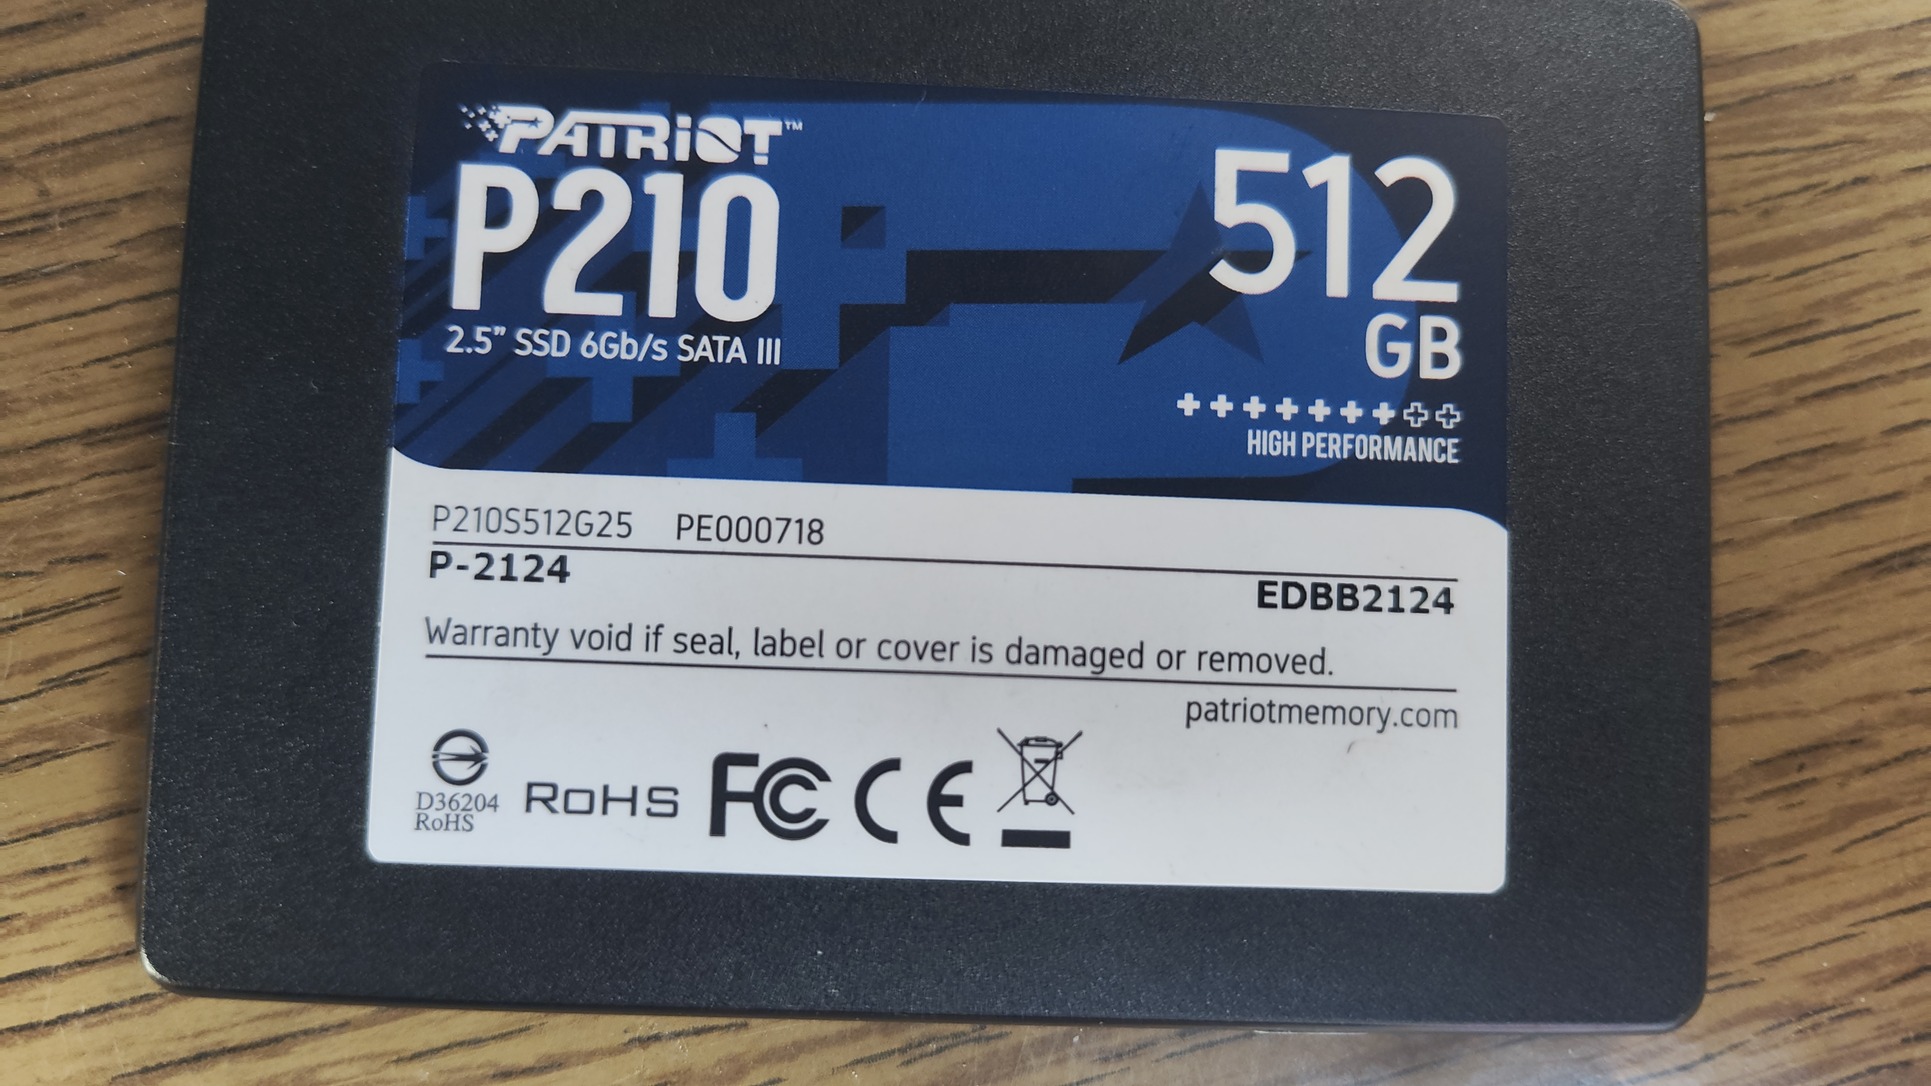 PATRiOT™
P210
2.5” SSD 6Gb/s SATA III
512
GB
HIGH PERFORMANCE
P210S512G25 PE000718
P-2124
EDBB2124
Warranty void if seal, label or cover is damaged or removed.
patriotmemory.com
D36204
RoHS
RoHS
FC CE